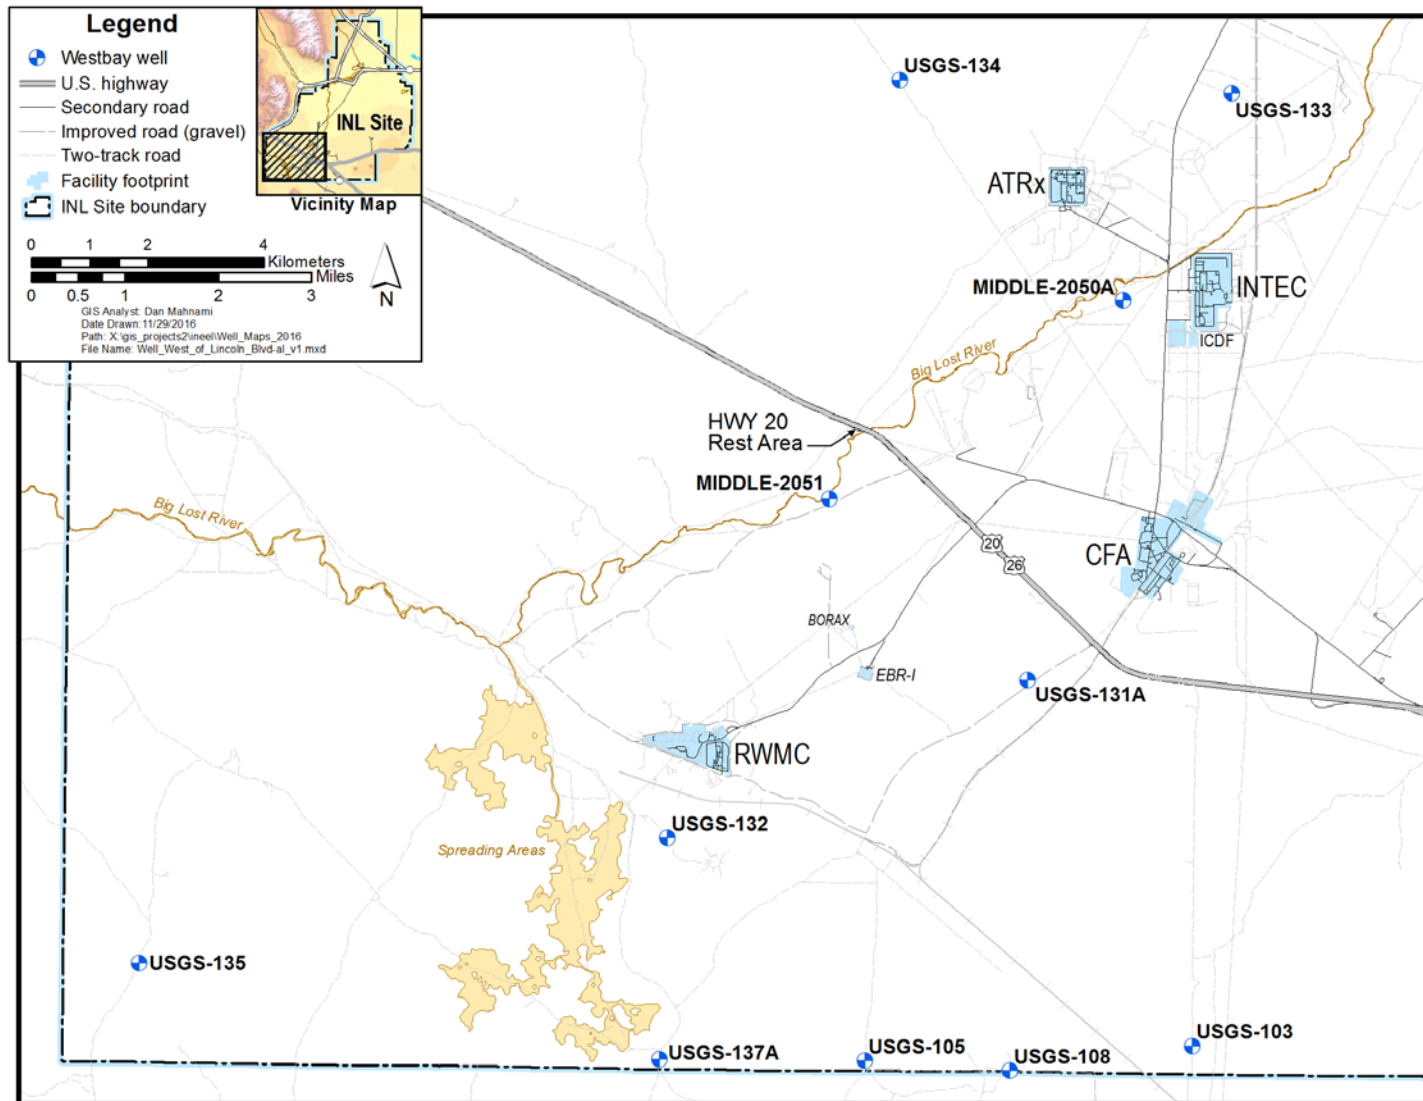 Legend
Westbay well
U.S. highway
Secondary road
Improved road (gravel)
Two-track road
Facility footprint
INL Site boundary
INL Site
Vicinity Map
0 1 2 4
Kilometers
Miles
0 0.5 1 2 3
N
GIS Analyst: Dan Mahnami
Date Drawn: 11/29/2016
Path: X:\gis_projects2\ineel\Well_Maps_2016
File Name: Well_West_of_Lincoln_Blvd-al_v1.mxd
USGS-134
USGS-133
ATRx
MIDDLE-2050A
INTEC
ICDF
Big Lost River
HWY 20
Rest Area
MIDDLE-2051
Big Lost River
20
26
CFA
BORAX
EBR-I
USGS-131A
RWMC
USGS-132
Spreading Areas
USGS-135
USGS-103
USGS-137A
USGS-105
USGS-108